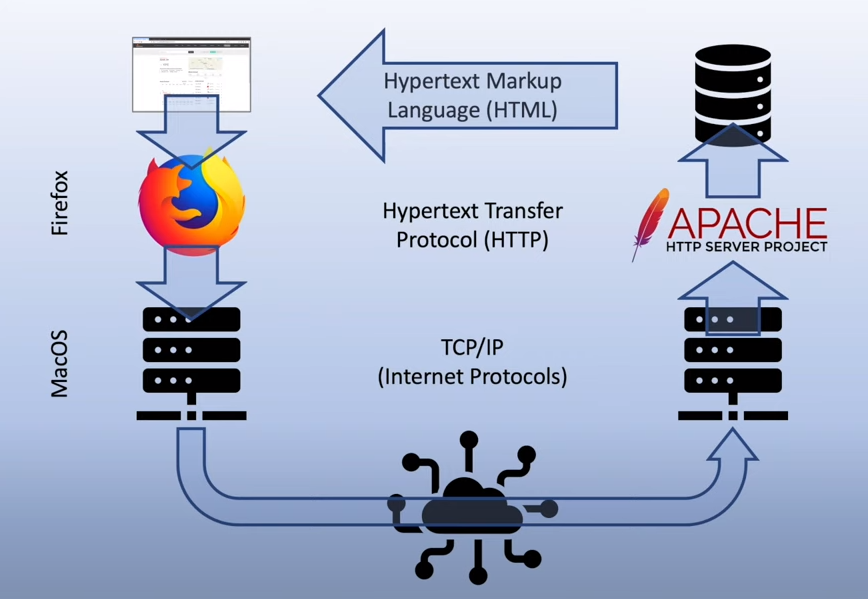 Hypertext Markup
Language (HTML)
Firefox
Hypertext Transfer
Protocol (HTTP)
APACHE
HTTP SERVER PROJECT
MacOS
TCP/IP
(Internet Protocols)